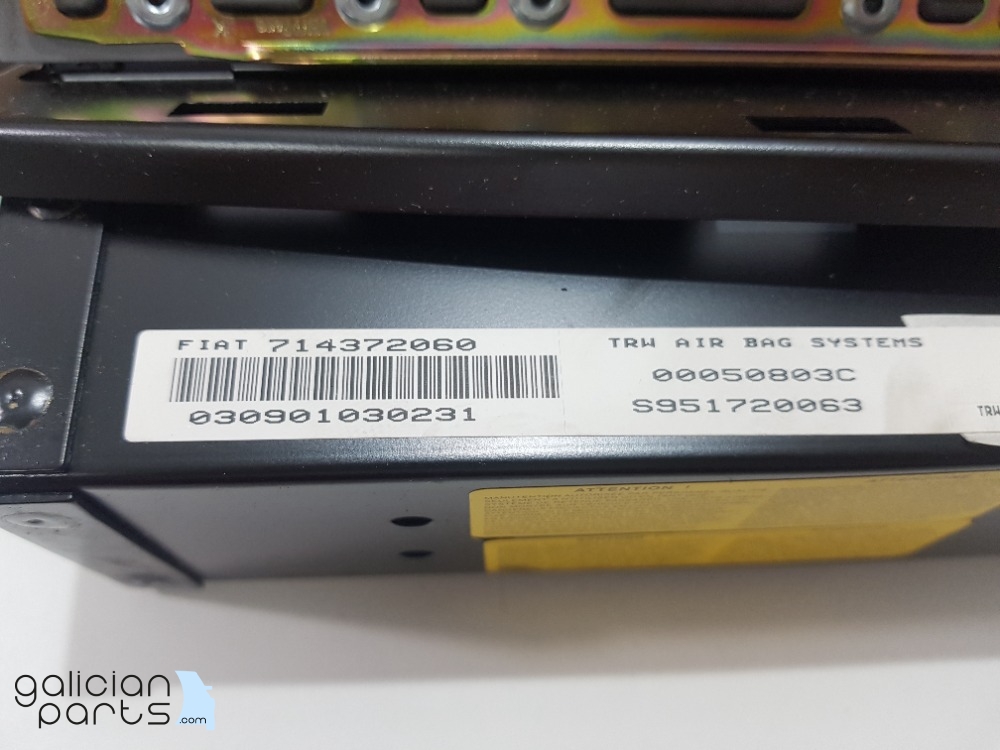 FIAT 714372060
030901030231
TRW AIR BAG SYSTEMS
00050803C
S951720063
TRW
ATTENTION !
galician
parts.com